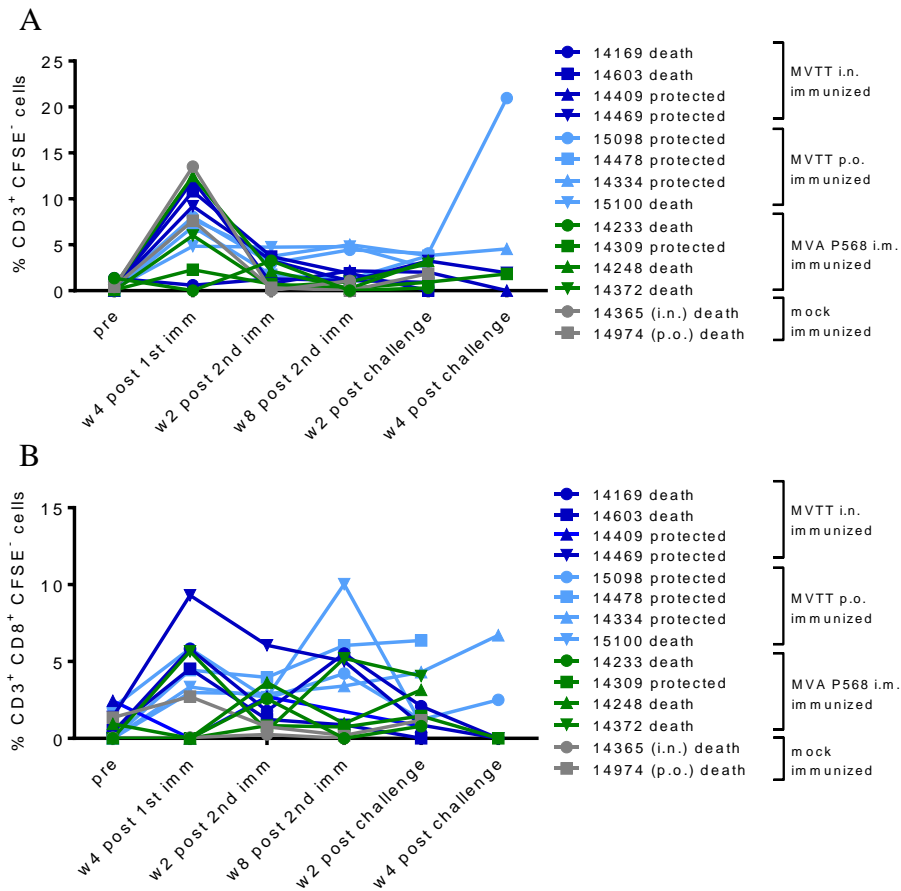 A
% CD3+ CFSE- cells
25
20
15
10
5
0
pre
w4 post 1st imm
w2 post 2nd imm
w8 post 2nd imm
w2 post challenge
w4 post challenge
14169 death
14603 death
14409 protected
14469 protected
15098 protected
14478 protected
14334 protected
15100 death
14233 death
14309 protected
14248 death
14372 death
14365 (i.n.) death
14974 (p.o.) death
MVTT i.n.
immunized
MVTT p.o.
immunized
MVA P568 i.m.
immunized
mock
immunized
B
% CD3+ CD8+ CFSE- cells
15
10
5
0
pre
w4 post 1st imm
w2 post 2nd imm
w8 post 2nd imm
w2 post challenge
w4 post challenge
14169 death
14603 death
14409 protected
14469 protected
15098 protected
14478 protected
14334 protected
15100 death
14233 death
14309 protected
14248 death
14372 death
14365 (i.n.) death
14974 (p.o.) death
MVTT i.n.
immunized
MVTT p.o.
immunized
MVA P568 i.m.
immunized
mock
immunized